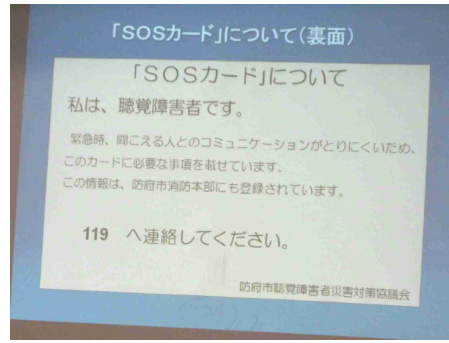 「SOSカード」について(裏面)
「SOSカード」について
私は、聴覚障害者です。
緊急時、聞こえる人とのコミュニケーションがとりにくいため、
このカードに必要な事項を載せています。
この情報は、防府市消防本部にも登録されています。
119 へ連絡してください。
防府市聴覚障害者災害対策協議会